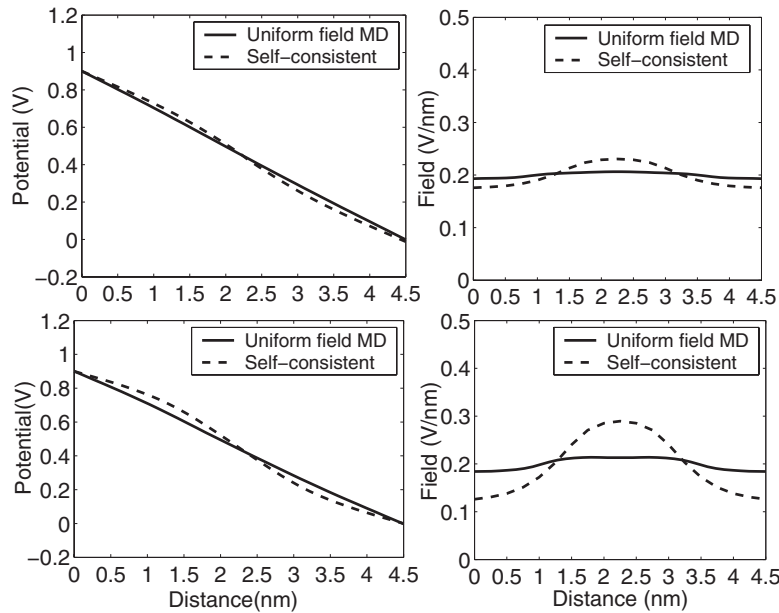 1.2
1
0.8
0.6
0.4
0.2
0
−0.2
Potential (V)
Uniform field MD
Self−consistent
0 0.5 1 1.5 2 2.5 3 3.5 4 4.5
0.5
0.4
0.3
0.2
0.1
0
Field (V/nm)
Uniform field MD
Self−consistent
0 0.5 1 1.5 2 2.5 3 3.5 4 4.5
1.2
1
0.8
0.6
0.4
0.2
0
−0.2
Potential(V)
Uniform field MD
Self−consistent
0 0.5 1 1.5 2 2.5 3 3.5 4 4.5
Distance(nm)
0.5
0.4
0.3
0.2
0.1
0
Field (V/nm)
Uniform field MD
Self−consistent
0 0.5 1 1.5 2 2.5 3 3.5 4 4.5
Distance (nm)